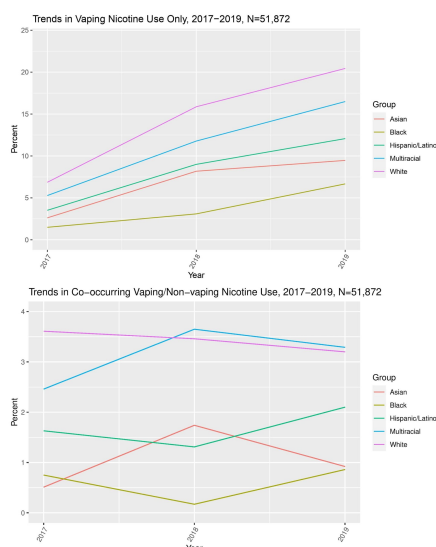 Trends in Vaping Nicotine Use Only, 2017−2019, N=51,872
25
20
15
10
5
0
Percent
2017
2018
2019
Year
Group
Asian
Black
Hispanic/Latino
Multiracial
White
Trends in Co−occurring Vaping/Non−vaping Nicotine Use, 2017−2019, N=51,872
4
3
2
1
0
Percent
2017
2018
2019
Year
Group
Asian
Black
Hispanic/Latino
Multiracial
White